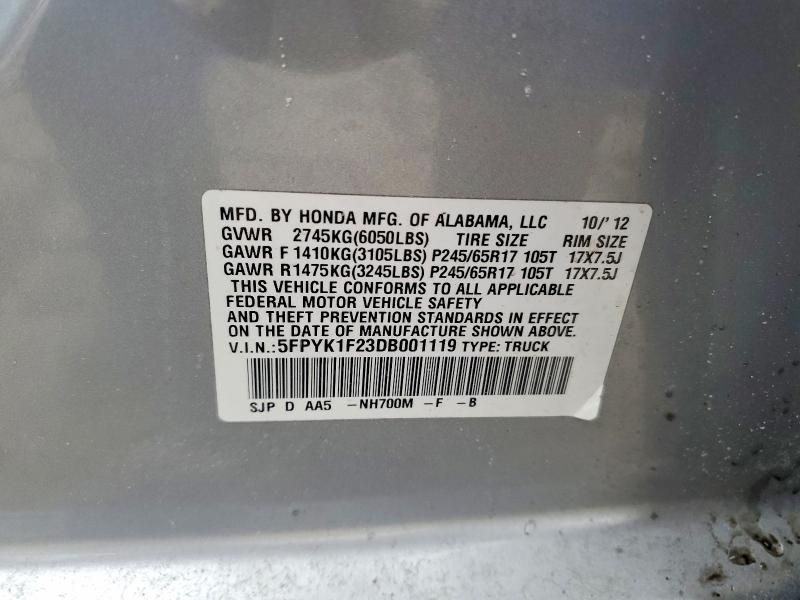 MFD. BY HONDA MFG. OF ALABAMA, LLC 10/' 12
GVWR 2745KG(6050LBS) TIRE SIZE RIM SIZE
GAWR F 1410KG(3105LBS) P245/65R17 105T 17X7.5J
GAWR R1475KG(3245LBS) P245/65R17 105T 17X7.5J
THIS VEHICLE CONFORMS TO ALL APPLICABLE
FEDERAL MOTOR VEHICLE SAFETY
AND THEFT PREVENTION STANDARDS IN EFFECT
ON THE DATE OF MANUFACTURE SHOWN ABOVE.
V.I.N.: 5FPYK1F23DB001119 TYPE: TRUCK
SJP D AA5 -NH700M -F -B